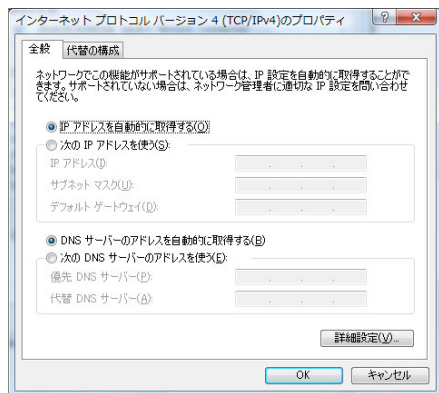 インターネット プロトコル バージョン 4 (TCP/IPv4)のプロパティ
全般 代替の構成
ネットワークでこの機能がサポートされている場合は、IP 設定を自動的に取得することがで
きます。サポートされていない場合は、ネットワーク管理者に適切な IP 設定を問い合わせ
てください。
IP アドレスを自動的に取得する(O)
次の IP アドレスを使う(S):
IP アドレス(I):
サブネット マスク(U):
デフォルト ゲートウェイ(D):
DNS サーバーのアドレスを自動的に取得する(B)
次の DNS サーバーのアドレスを使う(E):
優先 DNS サーバー(P):
代替 DNS サーバー(A):
詳細設定(V)...
OK キャンセル